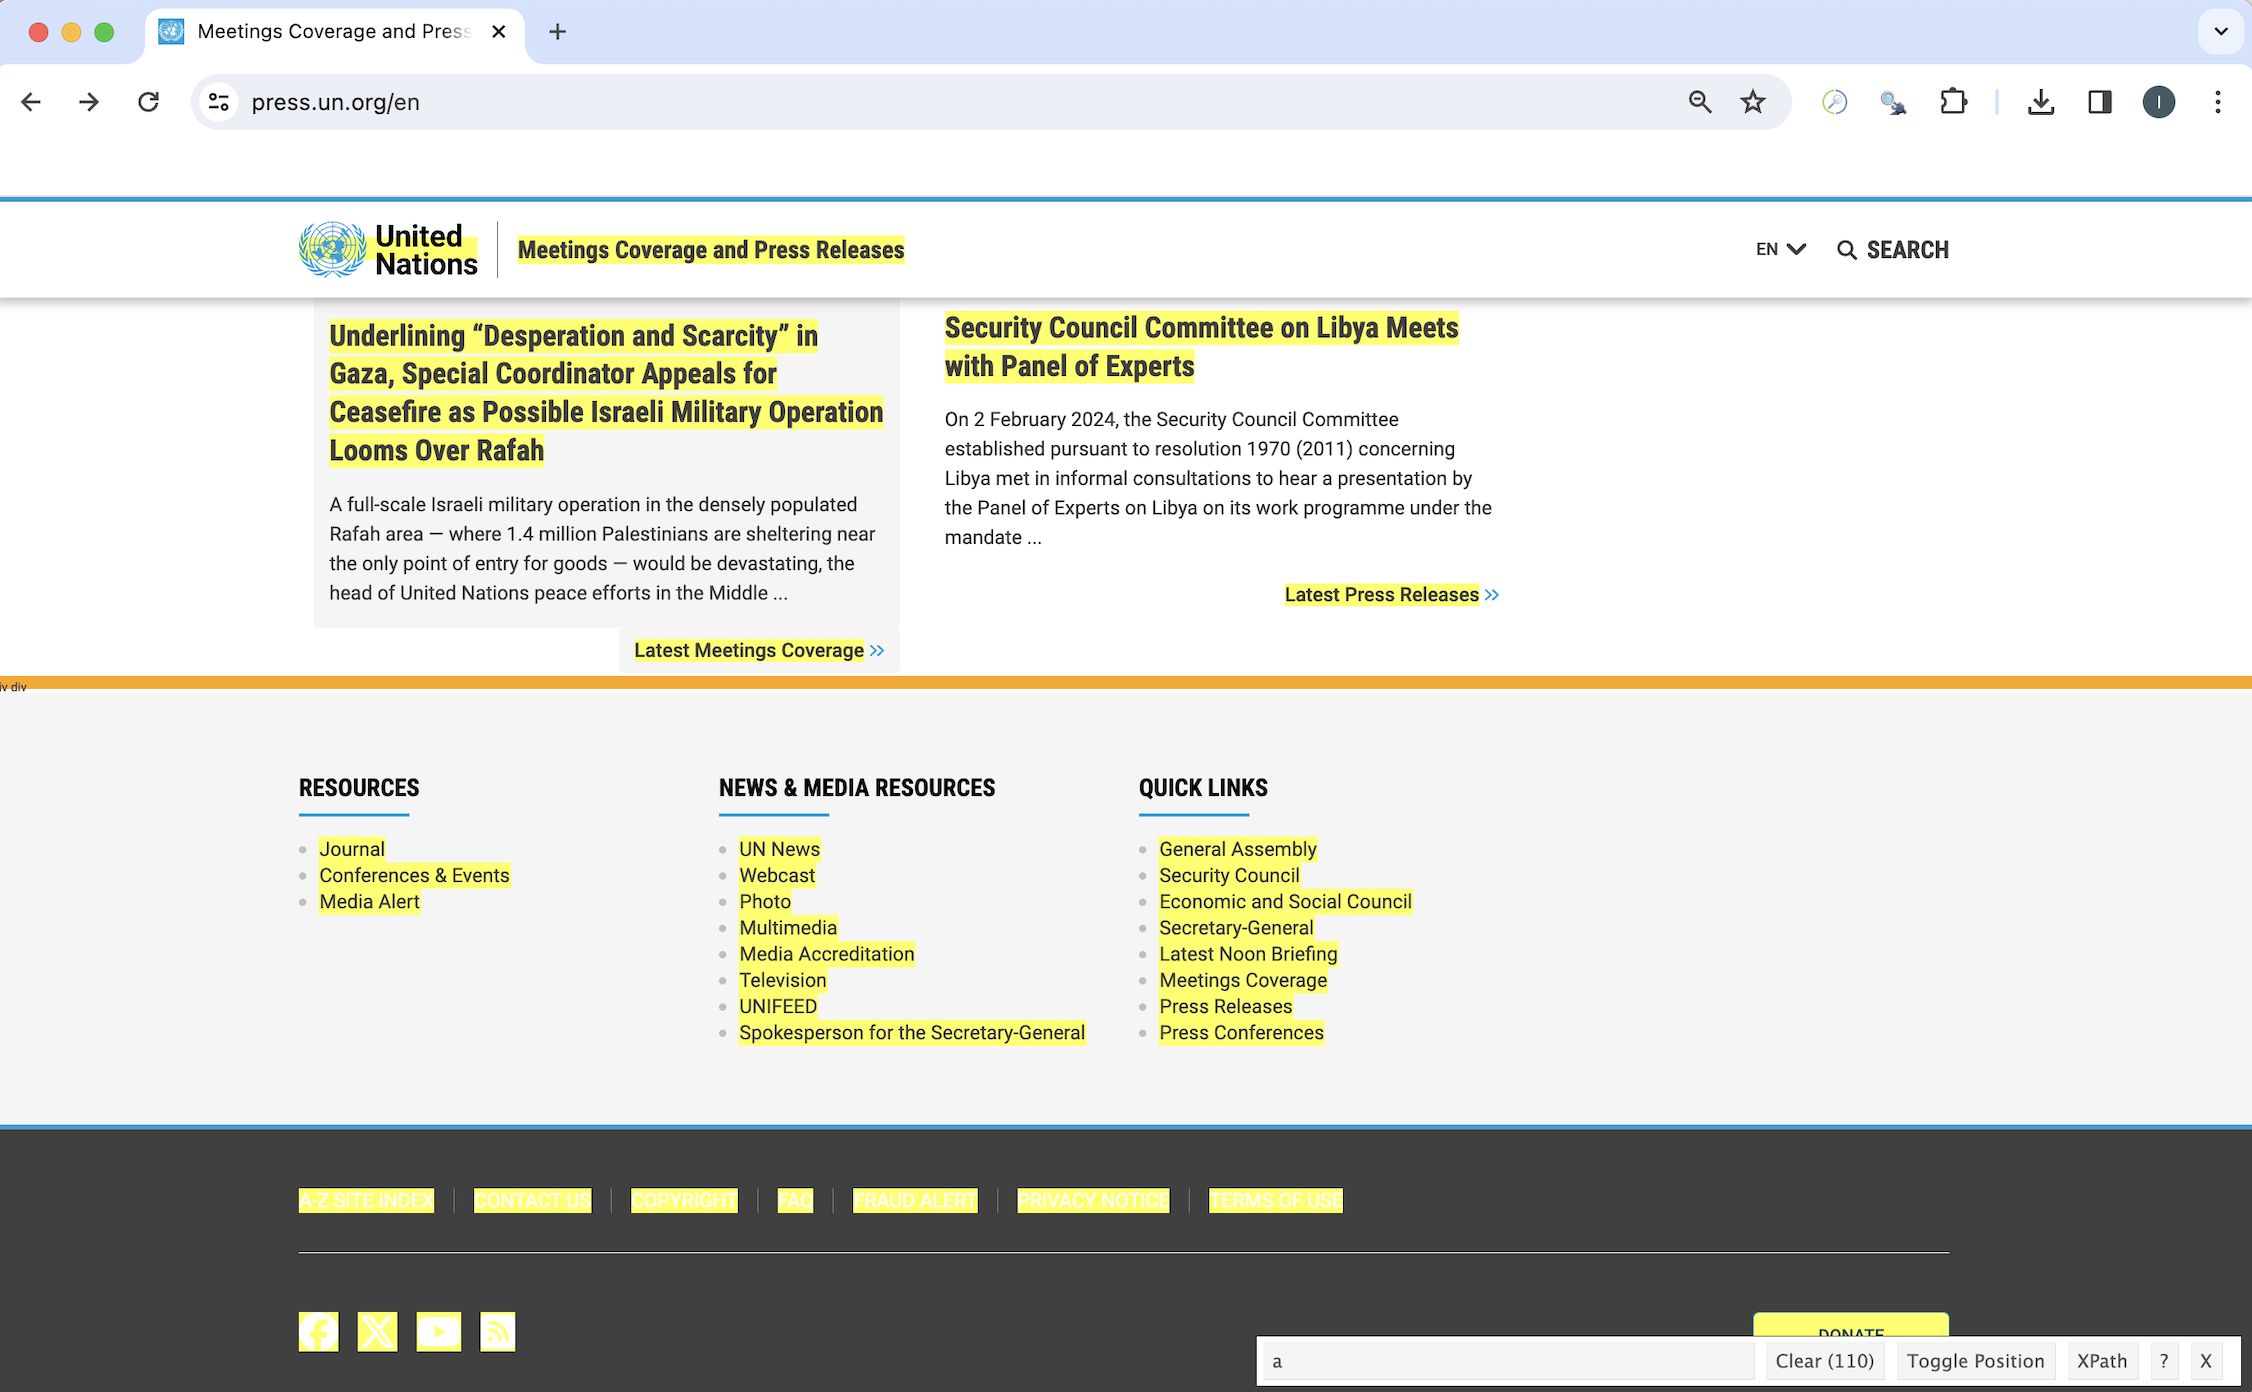 Meetings Coverage and Press
press.un.org/en
I
United
Nations
Meetings Coverage and Press Releases
EN
SEARCH
Underlining “Desperation and Scarcity” in
Gaza, Special Coordinator Appeals for
Ceasefire as Possible Israeli Military Operation
Looms Over Rafah
A full-scale Israeli military operation in the densely populated
Rafah area — where 1.4 million Palestinians are sheltering near
the only point of entry for goods — would be devastating, the
head of United Nations peace efforts in the Middle ...
Latest Meetings Coverage
Security Council Committee on Libya Meets
with Panel of Experts
On 2 February 2024, the Security Council Committee
established pursuant to resolution 1970 (2011) concerning
Libya met in informal consultations to hear a presentation by
the Panel of Experts on Libya on its work programme under the
mandate ...
Latest Press Releases
iv div
RESOURCES
Journal
Conferences & Events
Media Alert
NEWS & MEDIA RESOURCES
UN News
Webcast
Photo
Multimedia
Media Accreditation
Television
UNIFEED
Spokesperson for the Secretary-General
QUICK LINKS
General Assembly
Security Council
Economic and Social Council
Secretary-General
Latest Noon Briefing
Meetings Coverage
Press Releases
Press Conferences
A-Z SITE INDEX
CONTACT US
COPYRIGHT
FAQ
FRAUD ALERT
PRIVACY NOTICE
TERMS OF USE
DONATE
a
Clear (110)
Toggle Position
XPath
?
X